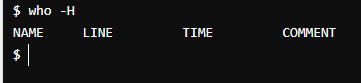 $ who -H
NAME     LINE         TIME         COMMENT
$